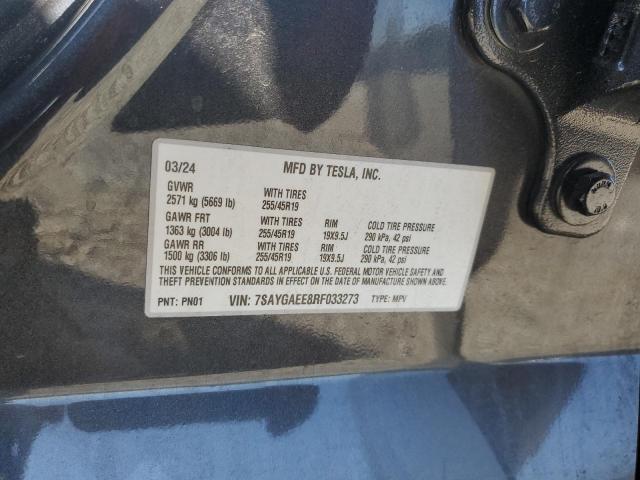 03/24 MFD BY TESLA, INC.
GVWR WITH TIRES
2571 kg (5669 lb) 255/45R19
GAWR FRT WITH TIRES RIM COLD TIRE PRESSURE
1363 kg (3004 lb) 255/45R19 19X9.5J 290 kPa, 42 psi
GAWR RR WITH TIRES RIM COLD TIRE PRESSURE
1500 kg (3306 lb) 255/45R19 19X9.5J 290 kPa, 42 psi
THIS VEHICLE CONFORMS TO ALL APPLICABLE U.S. FEDERAL MOTOR VEHICLE SAFETY AND
THEFT PREVENTION STANDARDS IN EFFECT ON THE DATE OF MANUFACTURE SHOWN ABOVE.
PNT: PN01 VIN: 7SAYGAEE8RF033273 TYPE: MPV